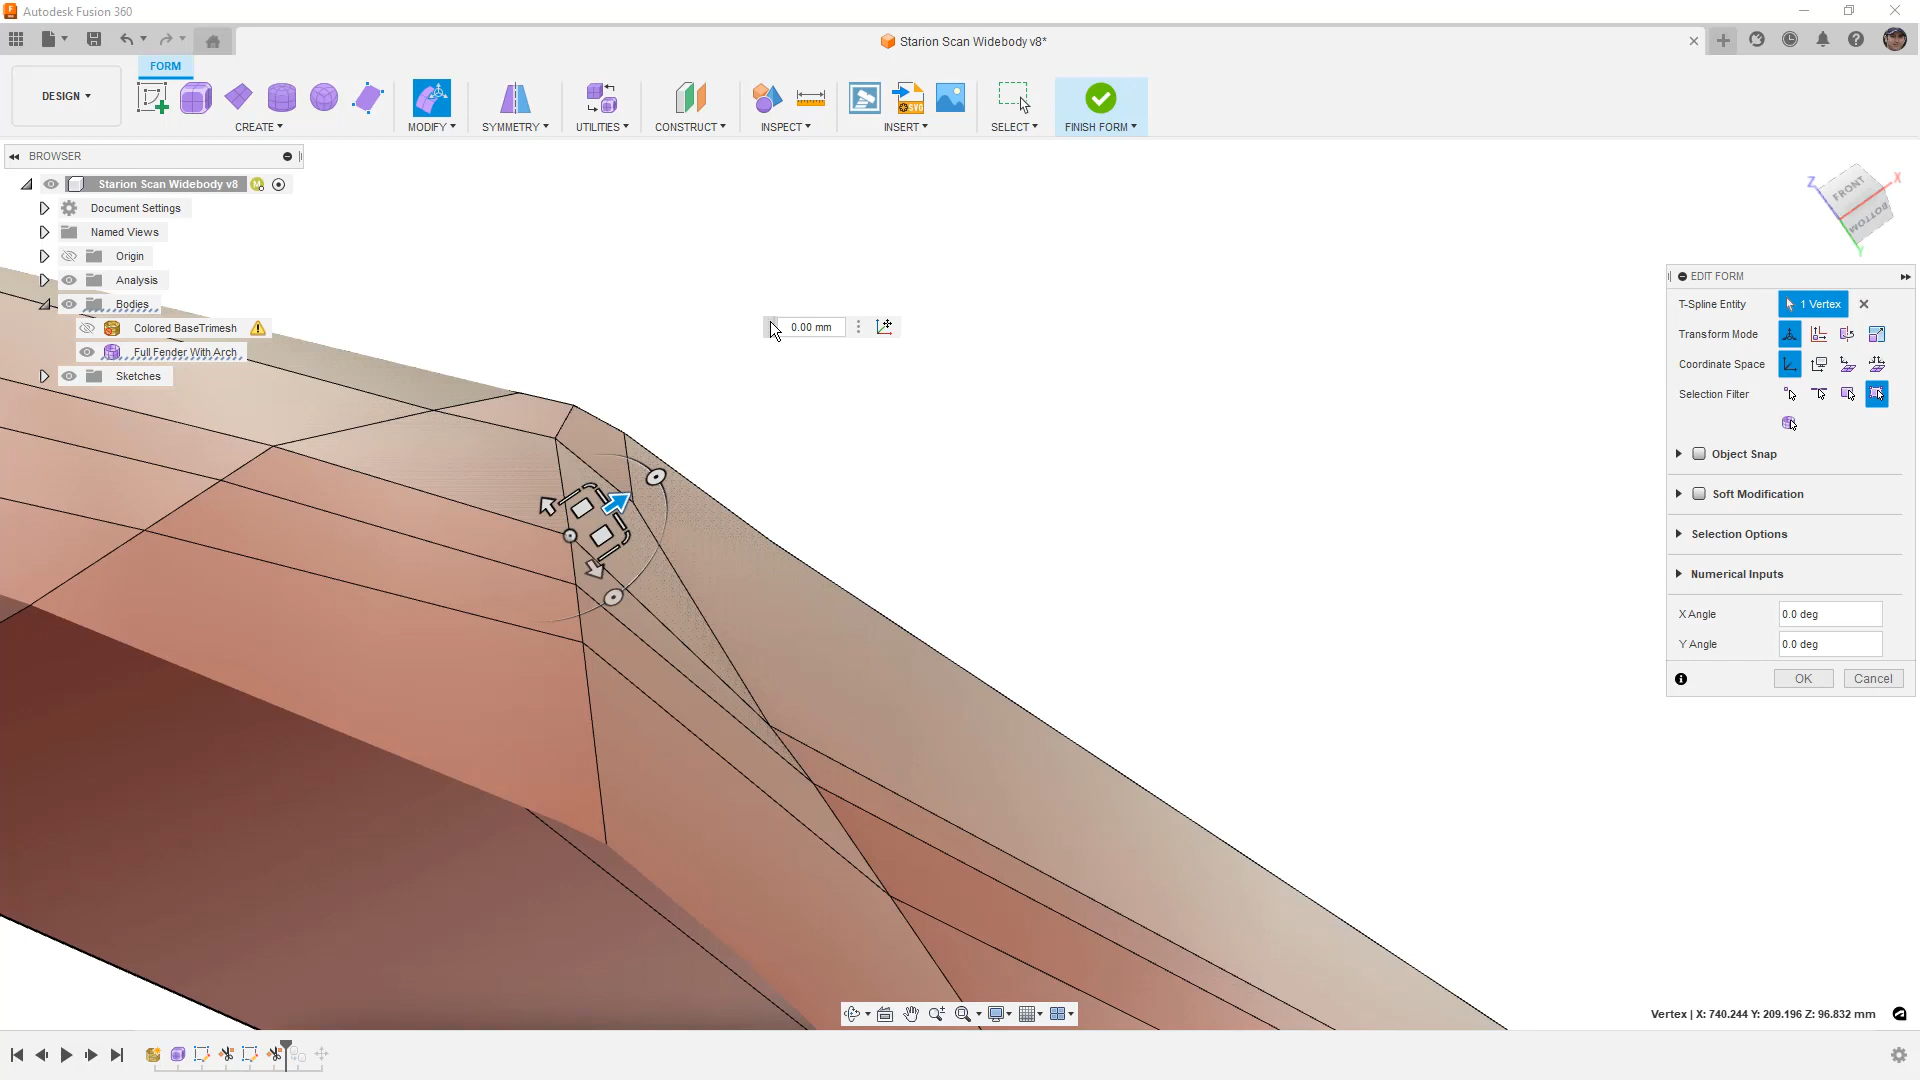 Autodesk Fusion 360
Starion Scan Widebody v8*
FORM
DESIGN
CREATE
MODIFY
SYMMETRY
UTILITIES
CONSTRUCT
INSPECT
INSERT
SELECT
FINISH FORM
BROWSER
Starion Scan Widebody v8
Document Settings
Named Views
Origin
Analysis
Bodies
Colored BaseTrimesh
Full Fender With Arch
Sketches
0.00 mm
Z
X
FRONT
BOTTOM
Y
EDIT FORM
T-Spline Entity
1 Vertex
Transform Mode
Coordinate Space
Selection Filter
Object Snap
Soft Modification
Selection Options
Numerical Inputs
X Angle
0.0 deg
Y Angle
0.0 deg
OK
Cancel
Vertex | X: 740.244 Y: 209.196 Z: 96.832 mm